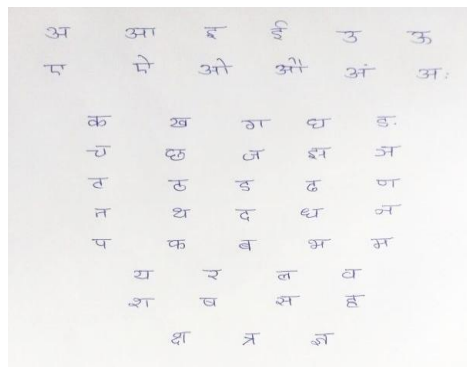 अ आ इ ई उ ऊ
ए ऐ ओ औ अं अः
क ख ग घ ङ
च छ ज झ ञ
ट ठ ड ढ ण
त थ द ध न
प फ ब भ म
य र ल व
श ष स ह
क्ष त्र ज्ञ